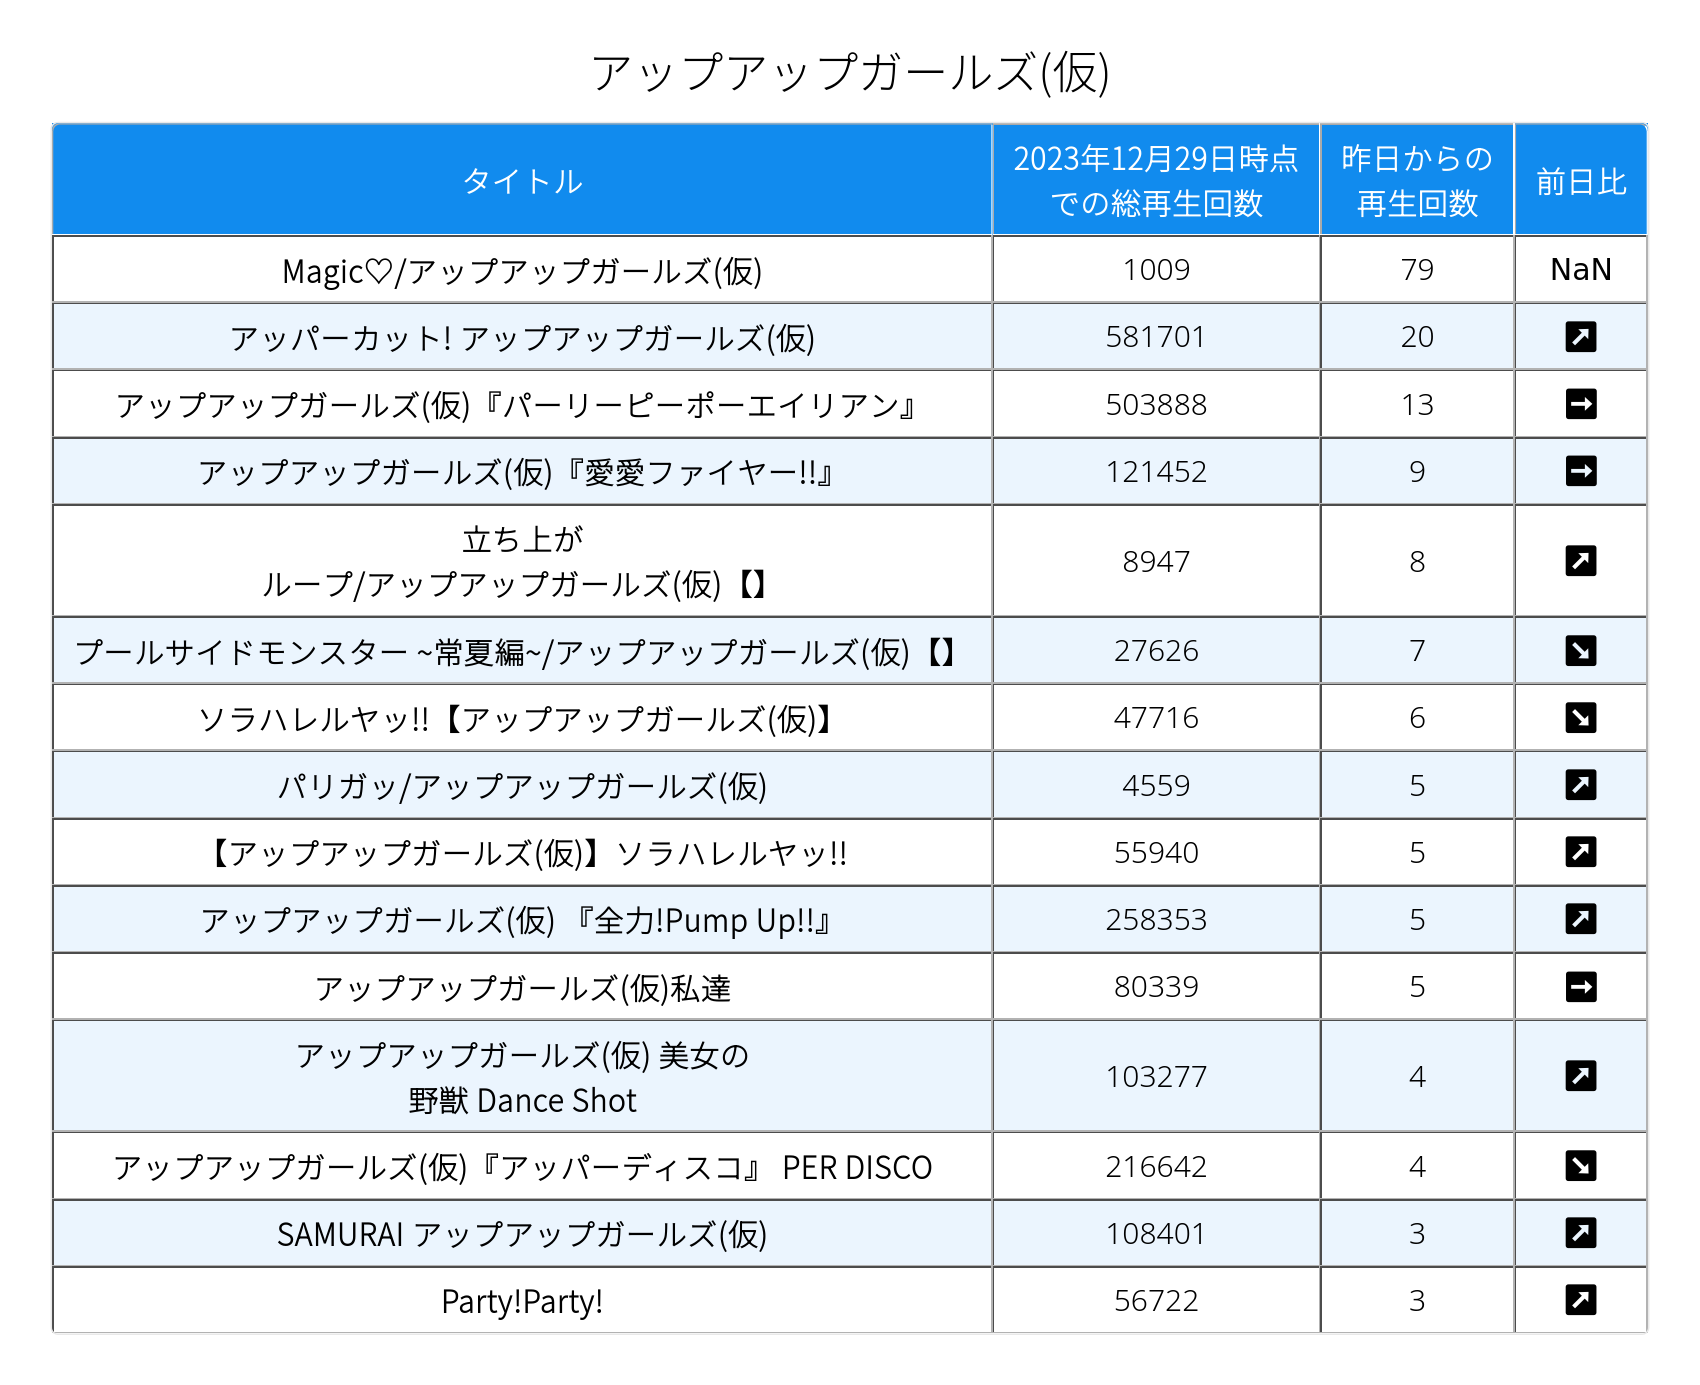 アップアップガールズ(仮)
タイトル 2023年12月29日時点 での総再生回数 昨日からの 再生回数 前日比
Magic♡/アップアップガールズ(仮) 1009 79 NaN
アッパーカット! アップアップガールズ(仮) 581701 20 ↗
アップアップガールズ(仮)『パーリーピーポーエイリアン』 503888 13 →
アップアップガールズ(仮)『愛愛ファイヤー!!』 121452 9 →
立ち上が
ループ/アップアップガールズ(仮)【】 8947 8 ↗
プールサイドモンスター ~常夏編~/アップアップガールズ(仮)【】 27626 7 ↘
ソラハレルヤッ!!【アップアップガールズ(仮)】 47716 6 ↘
パリガッ/アップアップガールズ(仮) 4559 5 ↗
【アップアップガールズ(仮)】ソラハレルヤッ!! 55940 5 ↗
アップアップガールズ(仮) 『全力!Pump Up!!』 258353 5 ↗
アップアップガールズ(仮)私達 80339 5 →
アップアップガールズ(仮) 美女の
野獣 Dance Shot 103277 4 ↗
アップアップガールズ(仮)『アッパーディスコ』 PER DISCO 216642 4 ↘
SAMURAI アップアップガールズ(仮) 108401 3 ↗
Party!Party! 56722 3 ↗